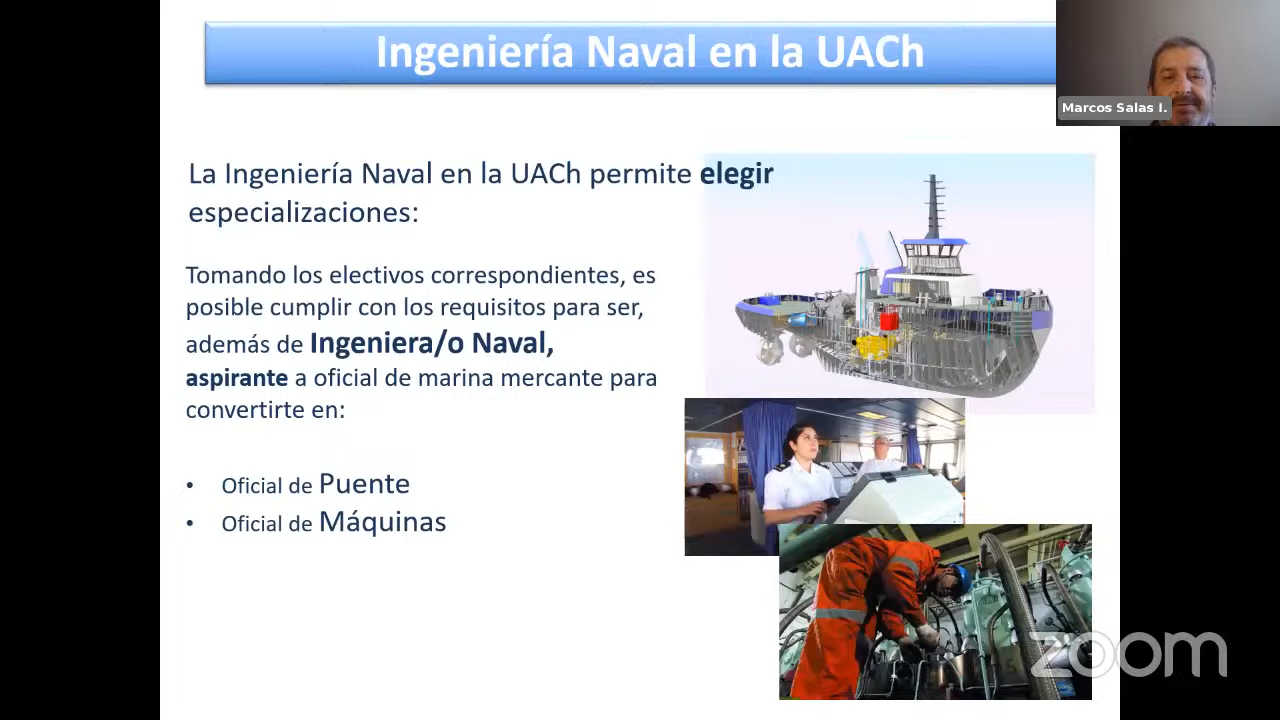 Ingeniería Naval en la UACh
Marcos Salas I.
La Ingeniería Naval en la UACh permite elegir
especializaciones:
Tomando los electivos correspondientes, es
posible cumplir con los requisitos para ser,
además de Ingeniera/o Naval,
aspirante a oficial de marina mercante para
convertirte en:
• Oficial de Puente
• Oficial de Máquinas
zoom